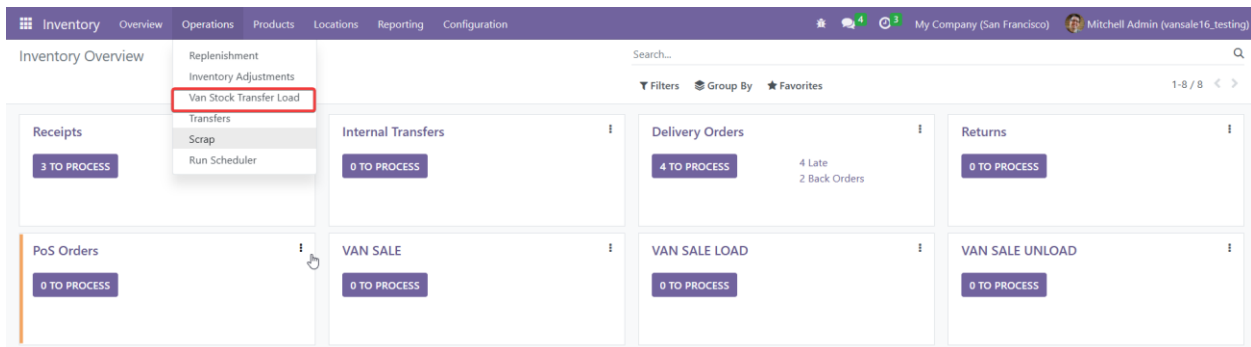 Inventory Overview Operations Products Locations Reporting Configuration 4 3 My Company (San Francisco) Mitchell Admin (vansale16_testing)
Inventory Overview
Search...
Filters Group By Favorites 1-8 / 8
Replenishment
Inventory Adjustments
Van Stock Transfer Load
Transfers
Scrap
Run Scheduler
Receipts
3 TO PROCESS
Internal Transfers
0 TO PROCESS
Delivery Orders
4 TO PROCESS
4 Late
2 Back Orders
Returns
0 TO PROCESS
PoS Orders
0 TO PROCESS
VAN SALE
0 TO PROCESS
VAN SALE LOAD
0 TO PROCESS
VAN SALE UNLOAD
0 TO PROCESS